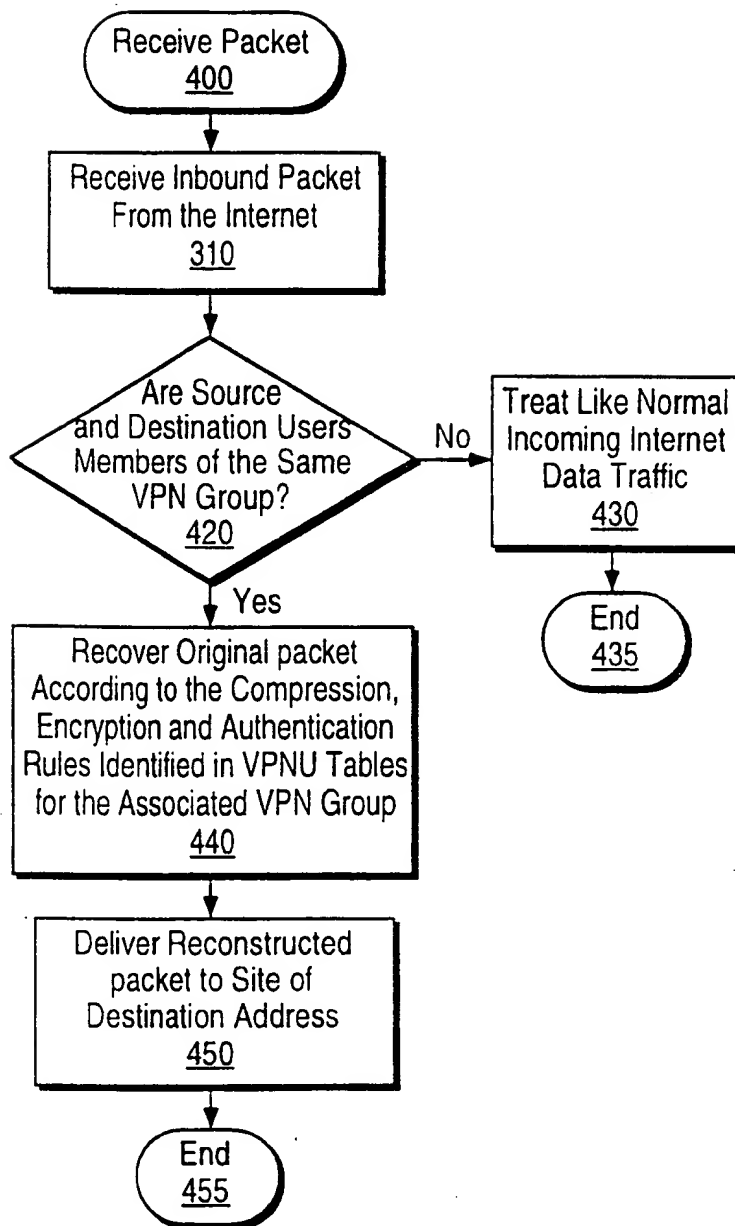 Receive Packet
400
Receive Inbound Packet
From the Internet
310
Are Source
and Destination Users
Members of the Same
VPN Group?
420
No
Treat Like Normal
Incoming Internet
Data Traffic
430
End
435
Yes
Recover Original packet
According to the Compression,
Encryption and Authentication
Rules Identified in VPNU Tables
for the Associated VPN Group
440
Deliver Reconstructed
packet to Site of
Destination Address
450
End
455